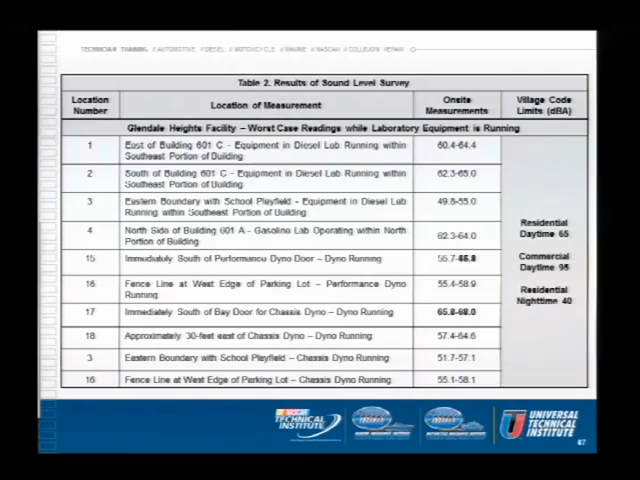 TECHNICIAN TRAINING // AUTOMOTIVE // DIESEL // MOTORCYCLE // MARINE // NASCAR // COLLISION REPAIR
Table 2. Results of Sound Level Survey
Location Number
Location of Measurement
Onsite Measurements
Village Code Limits (dBA)
Glendale Heights Facility – Worst Case Readings while Laboratory Equipment is Running
1 East of Building 601 C - Equipment in Diesel Lab Running within 60.4-64.4
Southeast Portion of Building
2 South of Building 601 C - Equipment in Diesel Lab Running within 62.3-65.0
Southeast Portion of Building
3 Eastern Boundary with School Playfield - Equipment in Diesel Lab 49.8-55.0
Running within Southeast Portion of Building
4 North Side of Building 601 A - Gasoline Lab Operating within North 62.3-64.0
Portion of Building
15 Immediately South of Performance Dyno Door – Dyno Running
16 Fence Line at West Edge of Parking Lot – Performance Dyno 55.4-58.9
Running
17 Immediately South of Bay Door for Chassis Dyno – Dyno Running 65.8-68.0
18 Approximately 30-feet east of Chassis Dyno – Dyno Running 57.4-64.6
3 Eastern Boundary with School Playfield – Chassis Dyno Running 51.7-57.1
16 Fence Line at West Edge of Parking Lot – Chassis Dyno Running 55.1-58.1
Residential
Daytime 65
Commercial
Daytime 95
Residential
Nighttime 40
NASCAR
TECHNICAL
INSTITUTE
UNIVERSAL
TECHNICAL
INSTITUTE
67